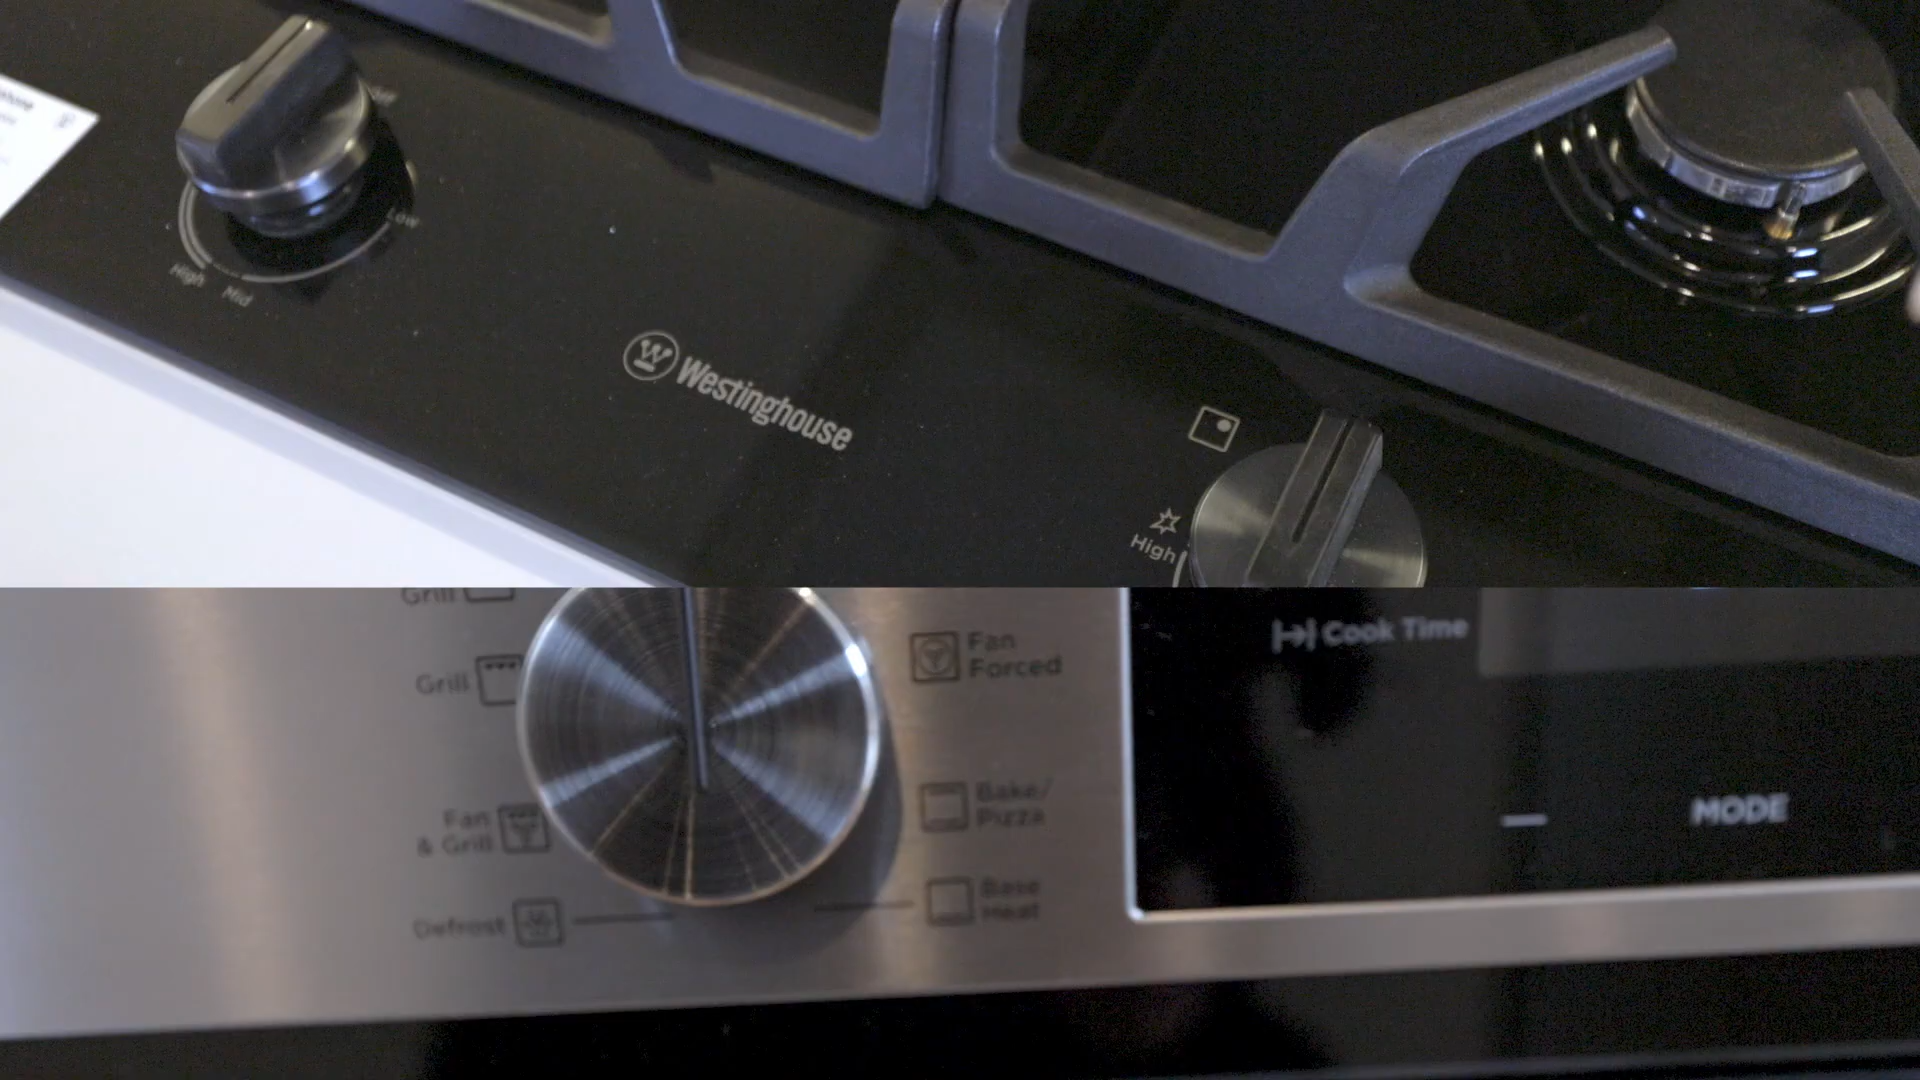 Low
High
Mid
W Westinghouse
High
Grill
Cook Time
Fan
Forced
Grill
Bake/
Pizza
MODE
Fan
& Grill
Base
Heat
Defrost